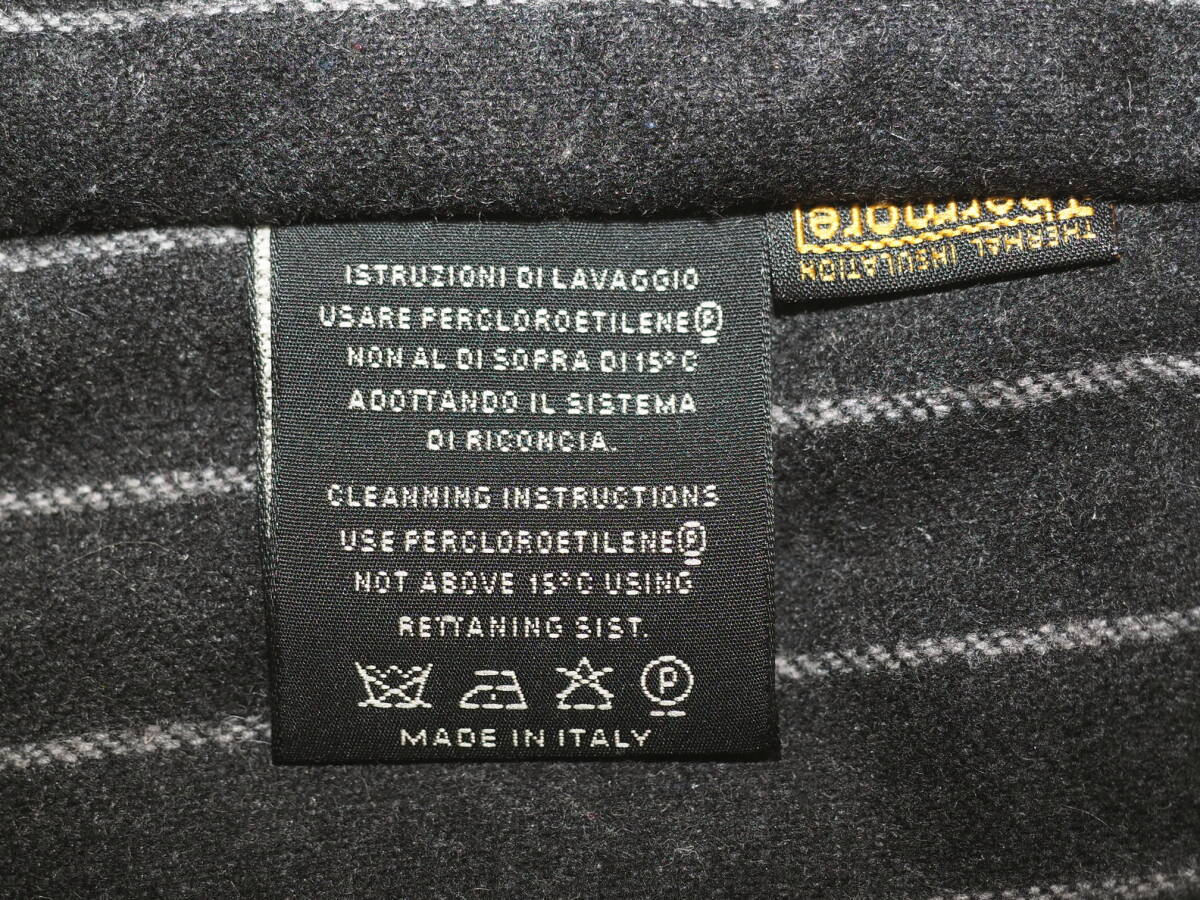 ISTRUZIONI DI LAVAGGIO
USARE PERCLOROETILENE Ⓟ
NON AL DI SOPRA DI 15° C
ADOTTANDO IL SISTEMA
DI RICONCIA.
CLEANNING INSTRUCTIONS
USE PERCLOROETILENE Ⓟ
NOT ABOVE 15° C USING
RETTANING SIST.
P
MADE IN ITALY
Thermore
THERMAL INSULATION